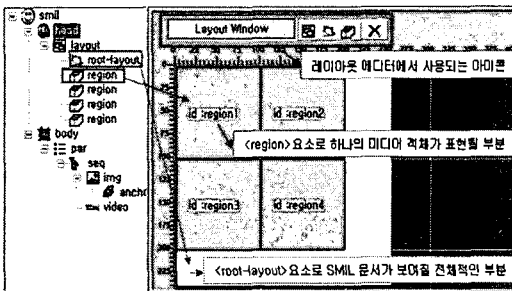 smil
head
layout
root-layout
region
region
region
region
body
par
seq
img
anchr
video
Layout Window
레이아웃 에디터에서 사용되는 아이콘
id :region1
id :region2
<region>요소로 하나의 미디어 객체가 표현될 부분
id :region3
id :region4
<root-layout>요소로 SMIL 문서가 보여질 전체적인 부분